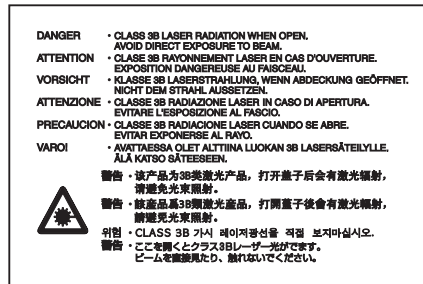 DANGER · CLASS 3B LASER RADIATION WHEN OPEN.
AVOID DIRECT EXPOSURE TO BEAM.
ATTENTION · CLASE 3B RAYONNEMENT LASER EN CAS D'OUVERTURE.
EXPOSITION DANGEREUSE AU FAISCEAU.
VORSICHT · KLASSE 3B LASERSTRAHLUNG, WENN ABDECKUNG GEÖFFNET.
NICHT DEM STRAHL AUSSETZEN.
ATTENZIONE · CLASSE 3B RADIAZIONE LASER IN CASO DI APERTURA.
EVITARE L'ESPOSIZIONE AL FASCIO.
PRECAUCION · CLASSE 3B RADIACIONE LASER CUANDO SE ABRE.
EVITAR EXPONERSE AL RAYO.
VAROI · AVATTAESSA OLET ALTTIINA LUOKAN 3B LASERSÄTEILYLLE.
ÄLÄ KATSO SÄTEESEEN.
警告 · 该产品为3B类激光产品，打开盖子后会有激光辐射，
请避免光束照射。
警告 · 該産品爲3B類激光産品，打開蓋子後會有激光輻射，
請避免光束照射。
위험 · CLASS 3B 가시 레이저광선을 직접 보지마십시오.
警告 · ここを開くとクラス3Bレーザー光がでます。
ビームを直接見たり、触れないでください。